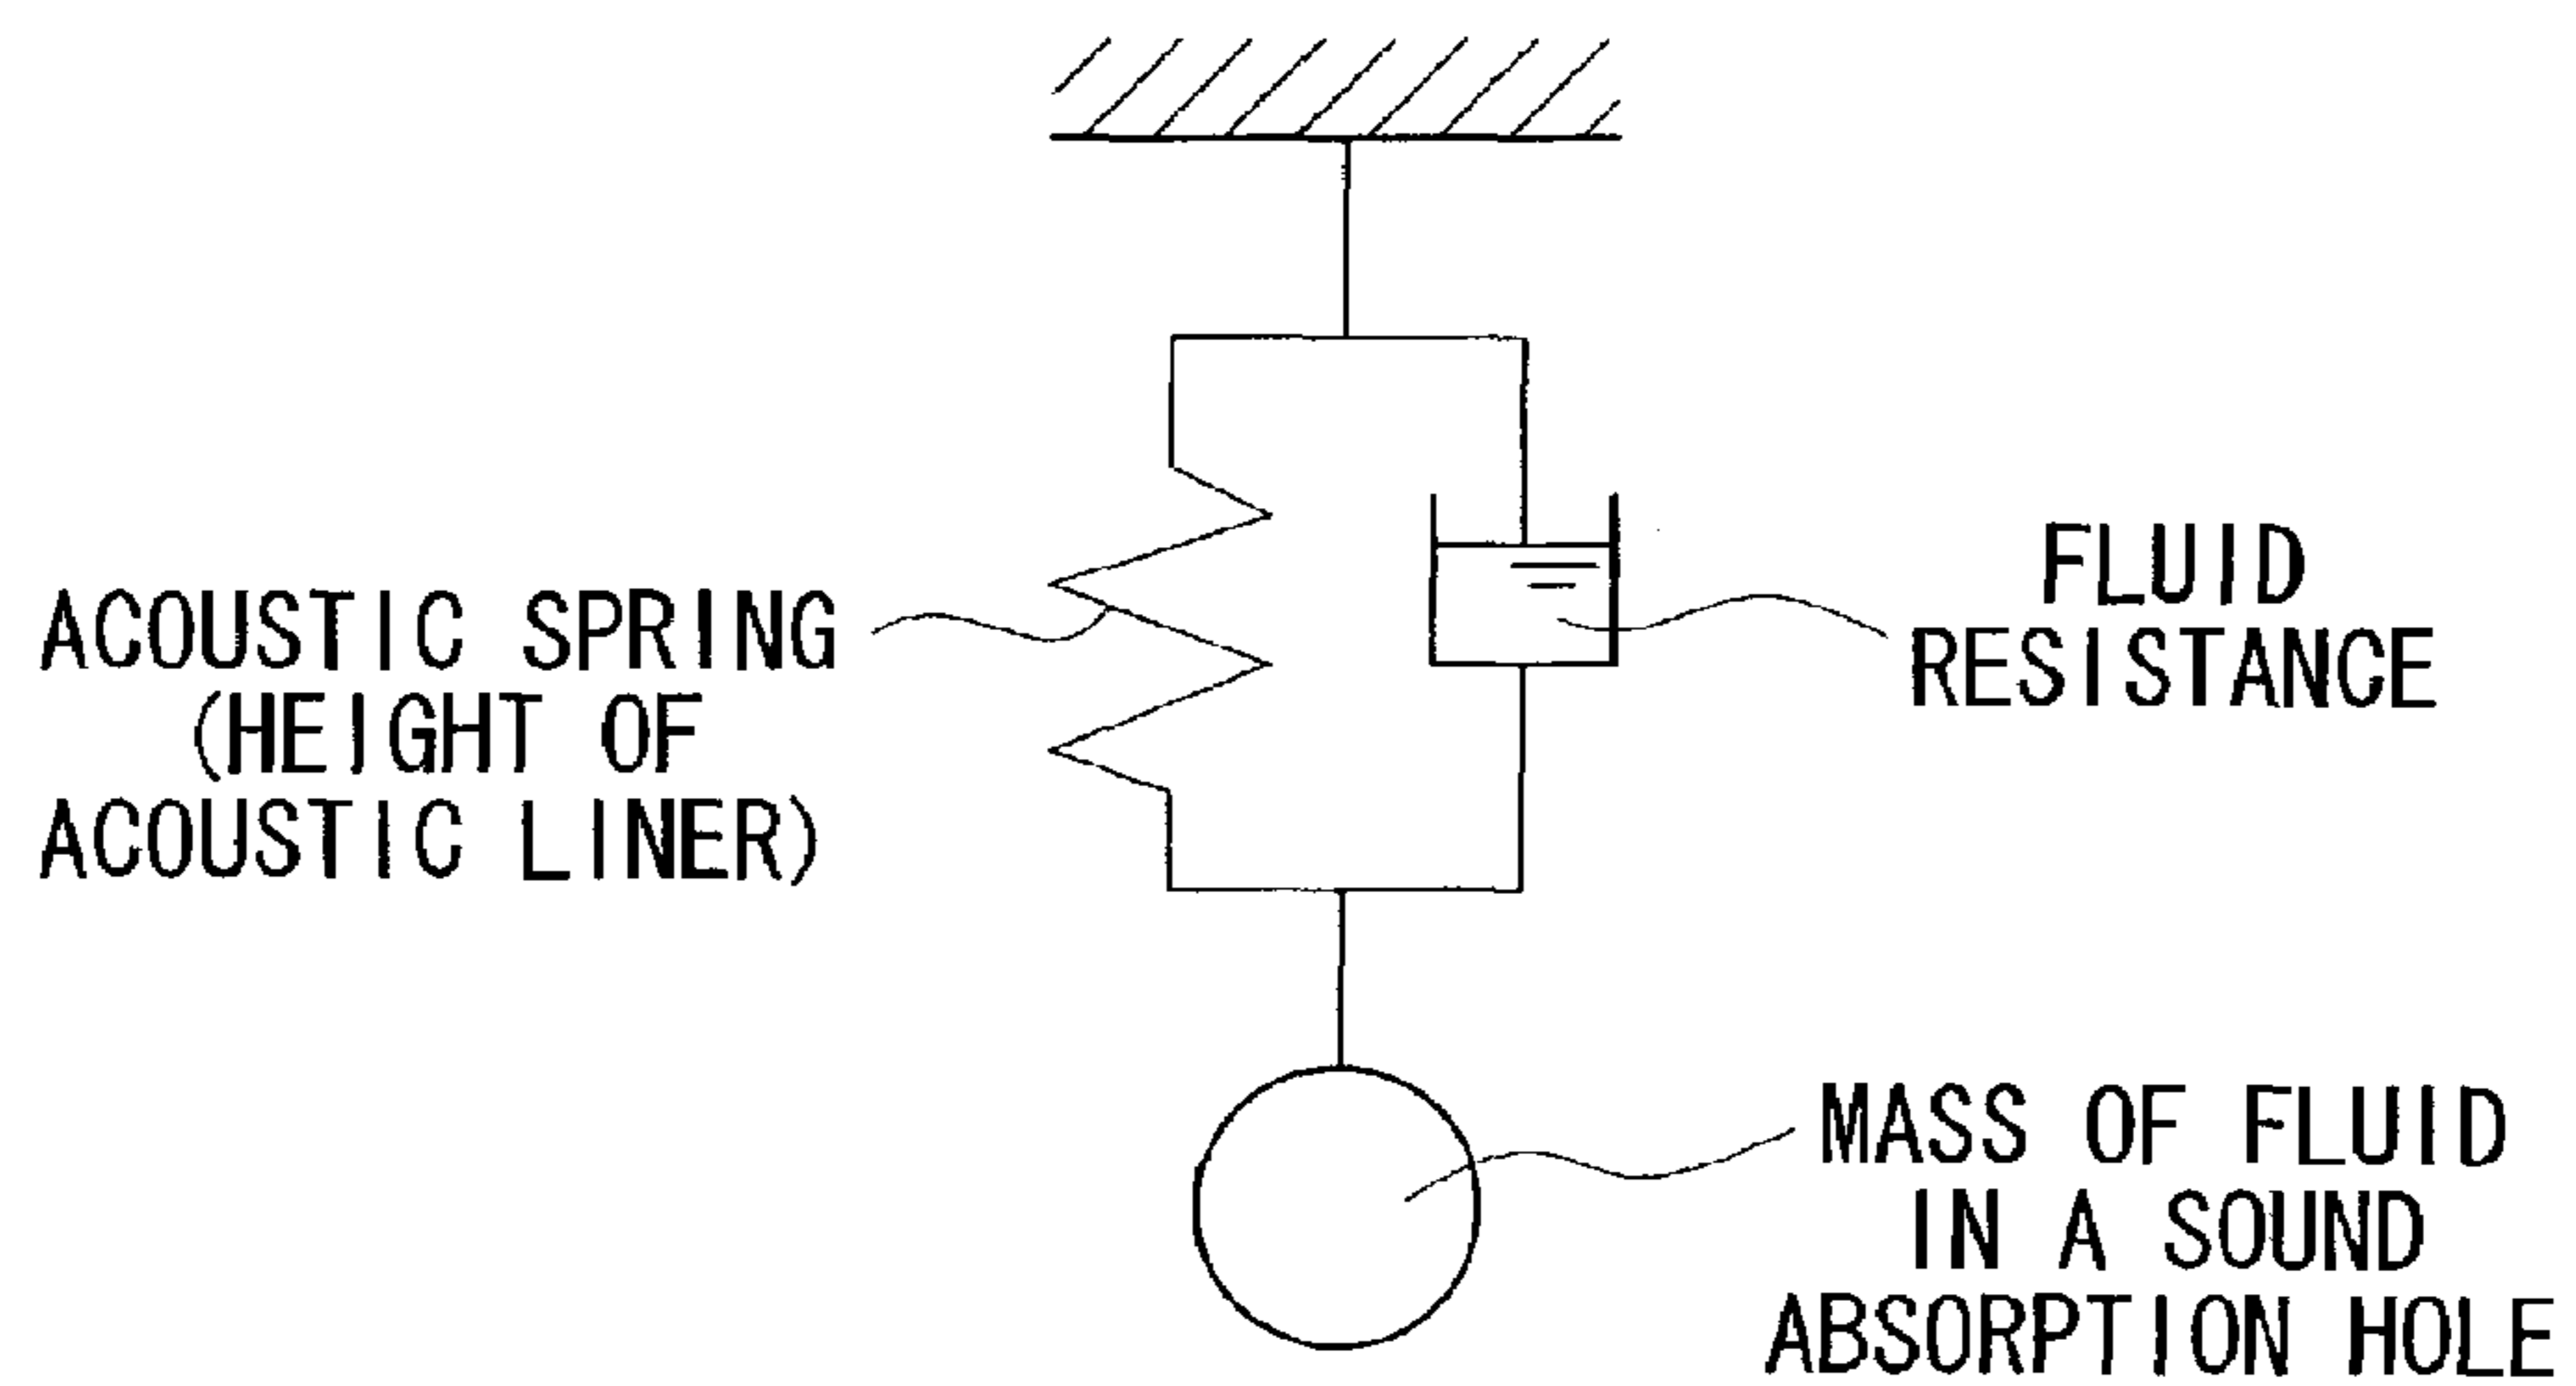 ACOUSTIC SPRING
(HEIGHT OF
ACOUSTIC LINER)
FLUID
RESISTANCE
MASS OF FLUID
IN A SOUND
ABSORPTION HOLE